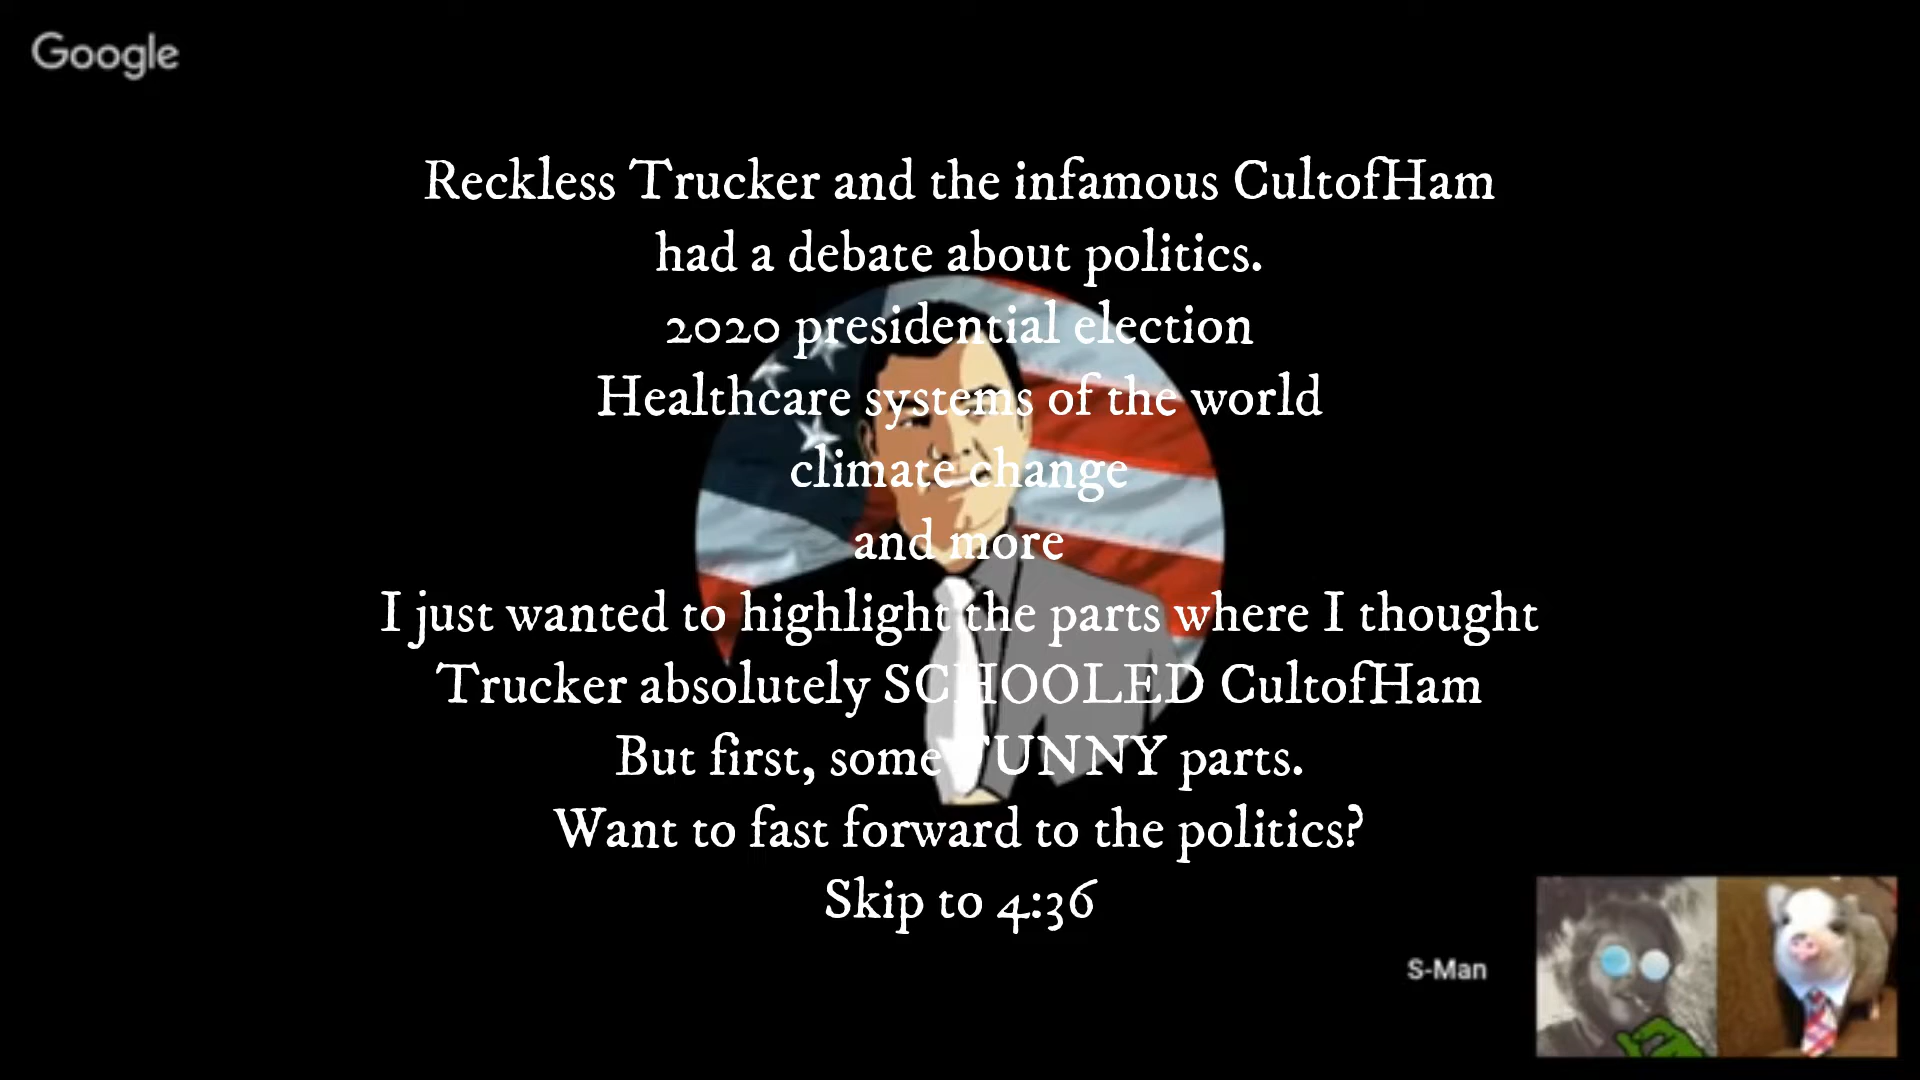 Google
Reckless Trucker and the infamous CultofHam
had a debate about politics.
2020 presidential election
Healthcare systems of the world
climate change
and more
I just wanted to highlight the parts where I thought
Trucker absolutely SCHOOLED CultofHam
But first, some FUNNY parts.
Want to fast forward to the politics?
Skip to 4:36
S-Man